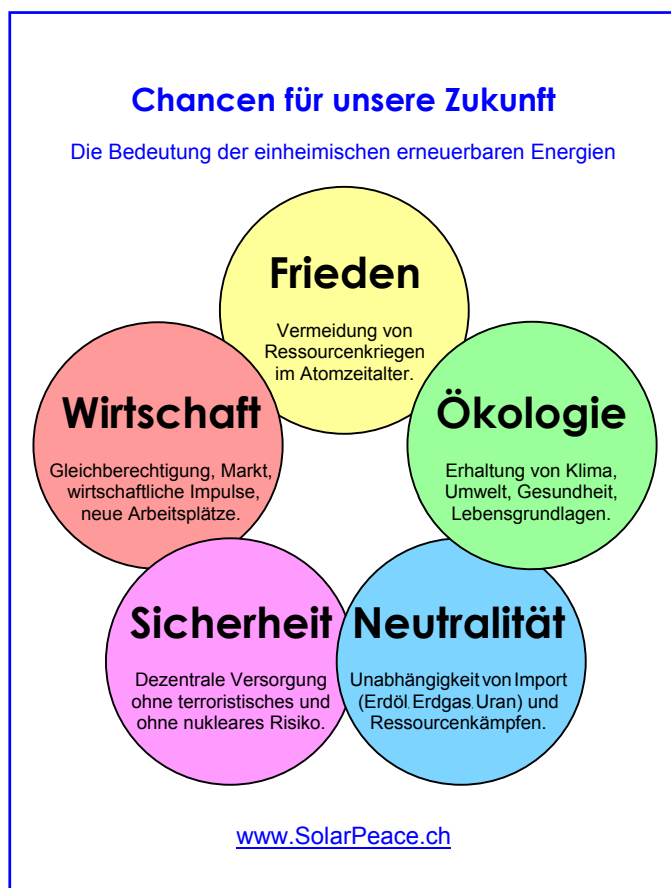 Chancen für unsere Zukunft
Die Bedeutung der einheimischen erneuerbaren Energien
Frieden
Vermeidung von
Ressourcenkriegen
im Atomzeitalter.
Wirtschaft
Gleichberechtigung, Markt,
wirtschaftliche Impulse,
neue Arbeitsplätze.
Ökologie
Erhaltung von Klima,
Umwelt, Gesundheit,
Lebensgrundlagen.
Sicherheit
Dezentrale Versorgung
ohne terroristisches und
ohne nukleares Risiko.
Neutralität
Unabhängigkeit von Import
(Erdöl, Erdgas, Uran) und
Ressourcenkämpfen.
www.SolarPeace.ch